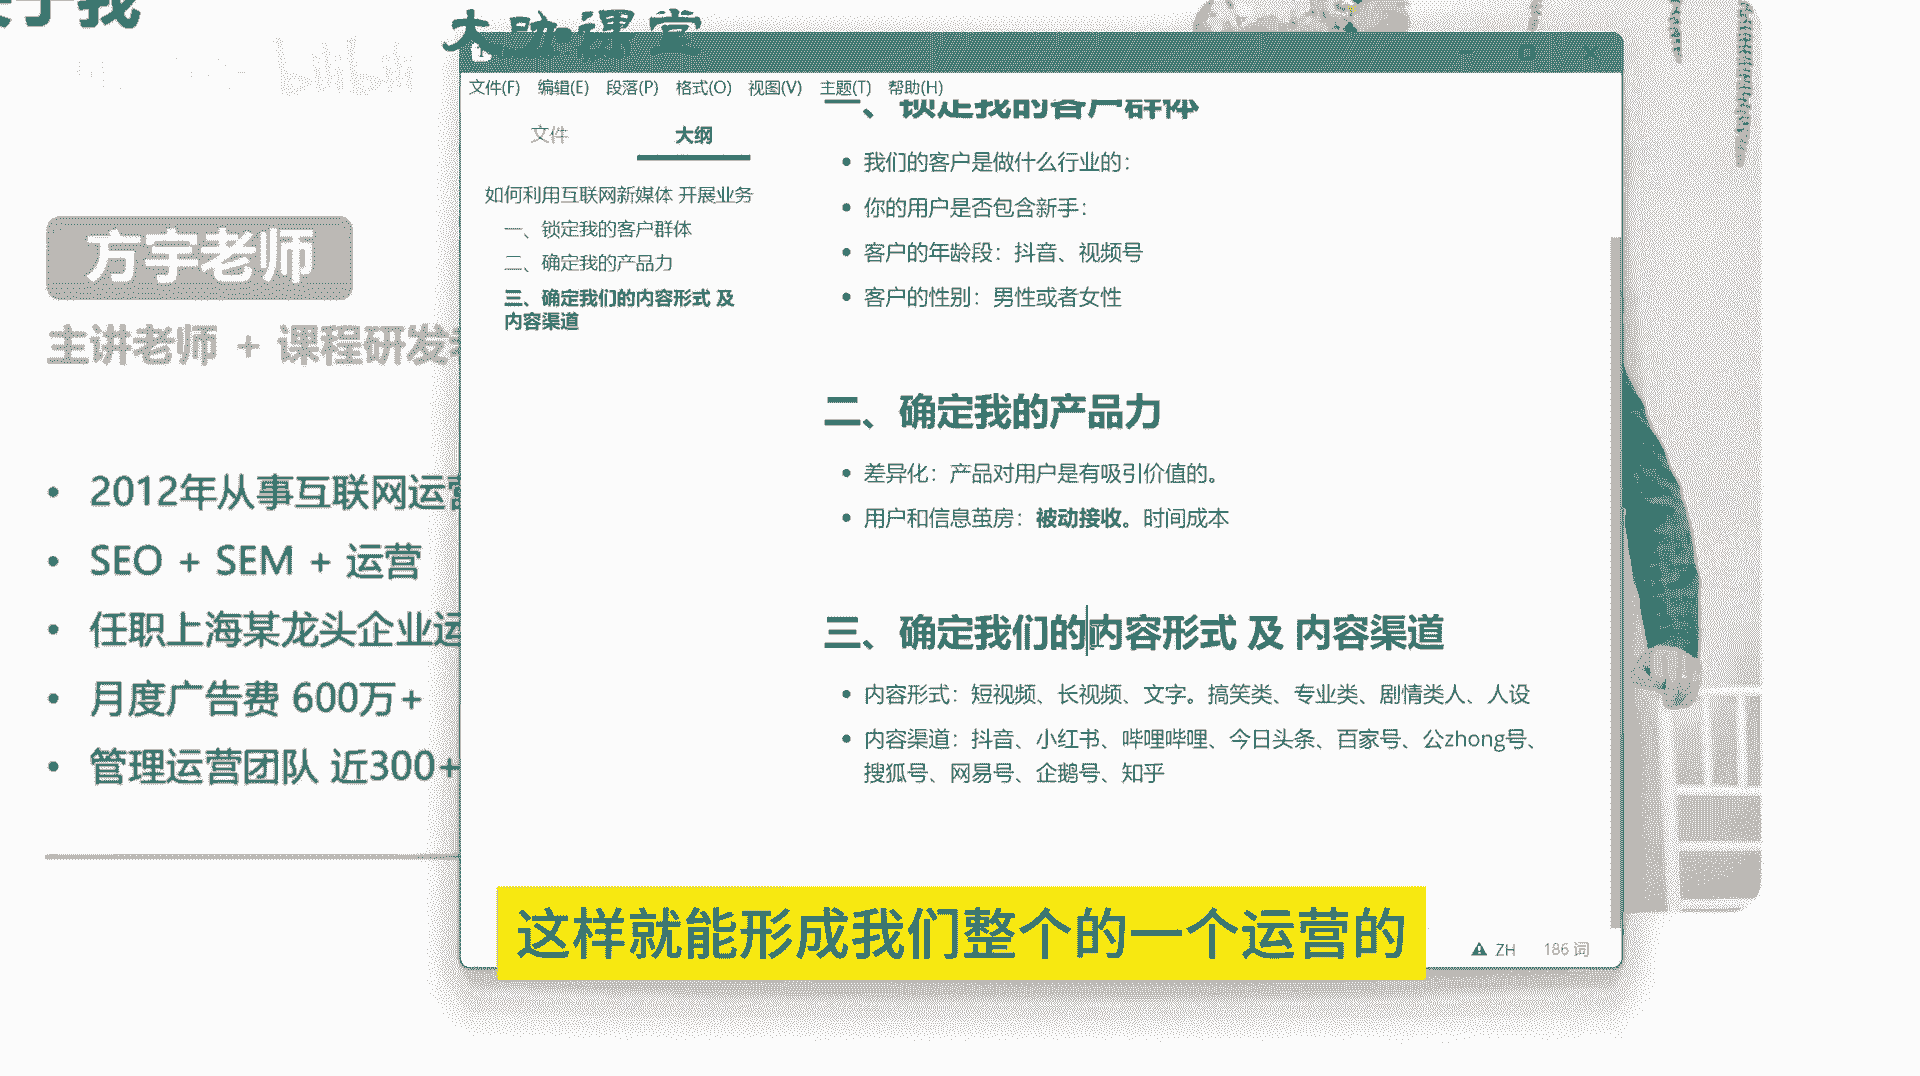 关于我
大咖课堂
bilibili
方宇老师
主讲老师 + 课程研发
• 2012年从事互联网运营
• SEO + SEM + 运营
• 任职上海某龙头企业运
• 月度广告费 600万+
• 管理运营团队 近300+
文件(F) 编辑(E) 段落(P) 格式(O) 视图(V) 主题(T) 帮助(H)
文件 大纲
如何利用互联网新媒体 开展业务
一、锁定我的客户群体
二、确定我的产品力
三、确定我们的内容形式 及
内容渠道
一、锁定我的客户群体
• 我们的客户是做什么行业的：
• 你的用户是否包含新手：
• 客户的年龄段：抖音、视频号
• 客户的性别：男性或者女性
二、确定我的产品力
• 差异化：产品对用户是有吸引价值的。
• 用户和信息茧房：被动接收。时间成本
三、确定我们的内容形式 及 内容渠道
• 内容形式：短视频、长视频、文字。搞笑类、专业类、剧情类人、人设
• 内容渠道：抖音、小红书、哔哩哔哩、今日头条、百家号、公zhong号、
搜狐号、网易号、企鹅号、知乎
ZH 186 词
这样就能形成我们整个的一个运营的